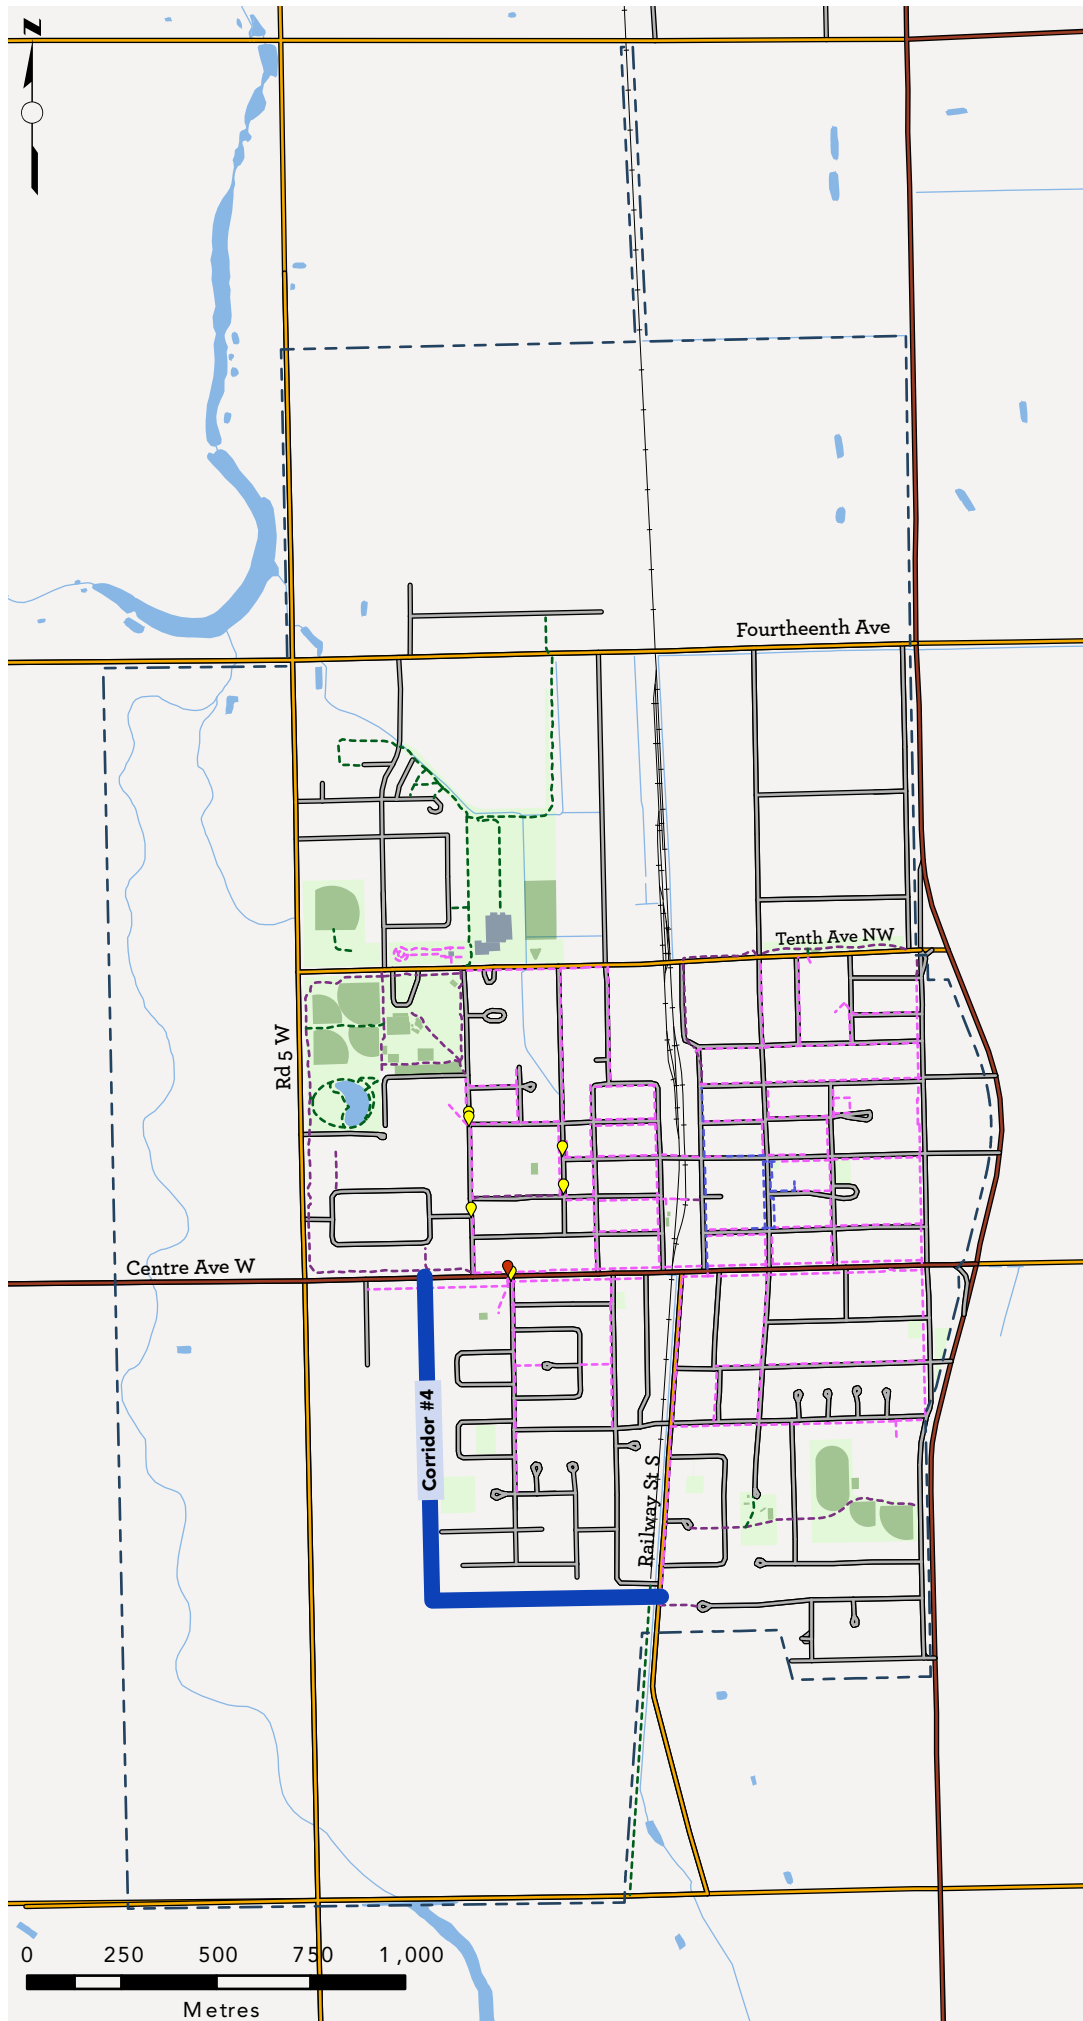 N
Fourtheenth Ave
Tenth Ave NW
Rd 5 W
Centre Ave W
Corridor #4
Railway St S
0 250 500 750 1,000
Metres